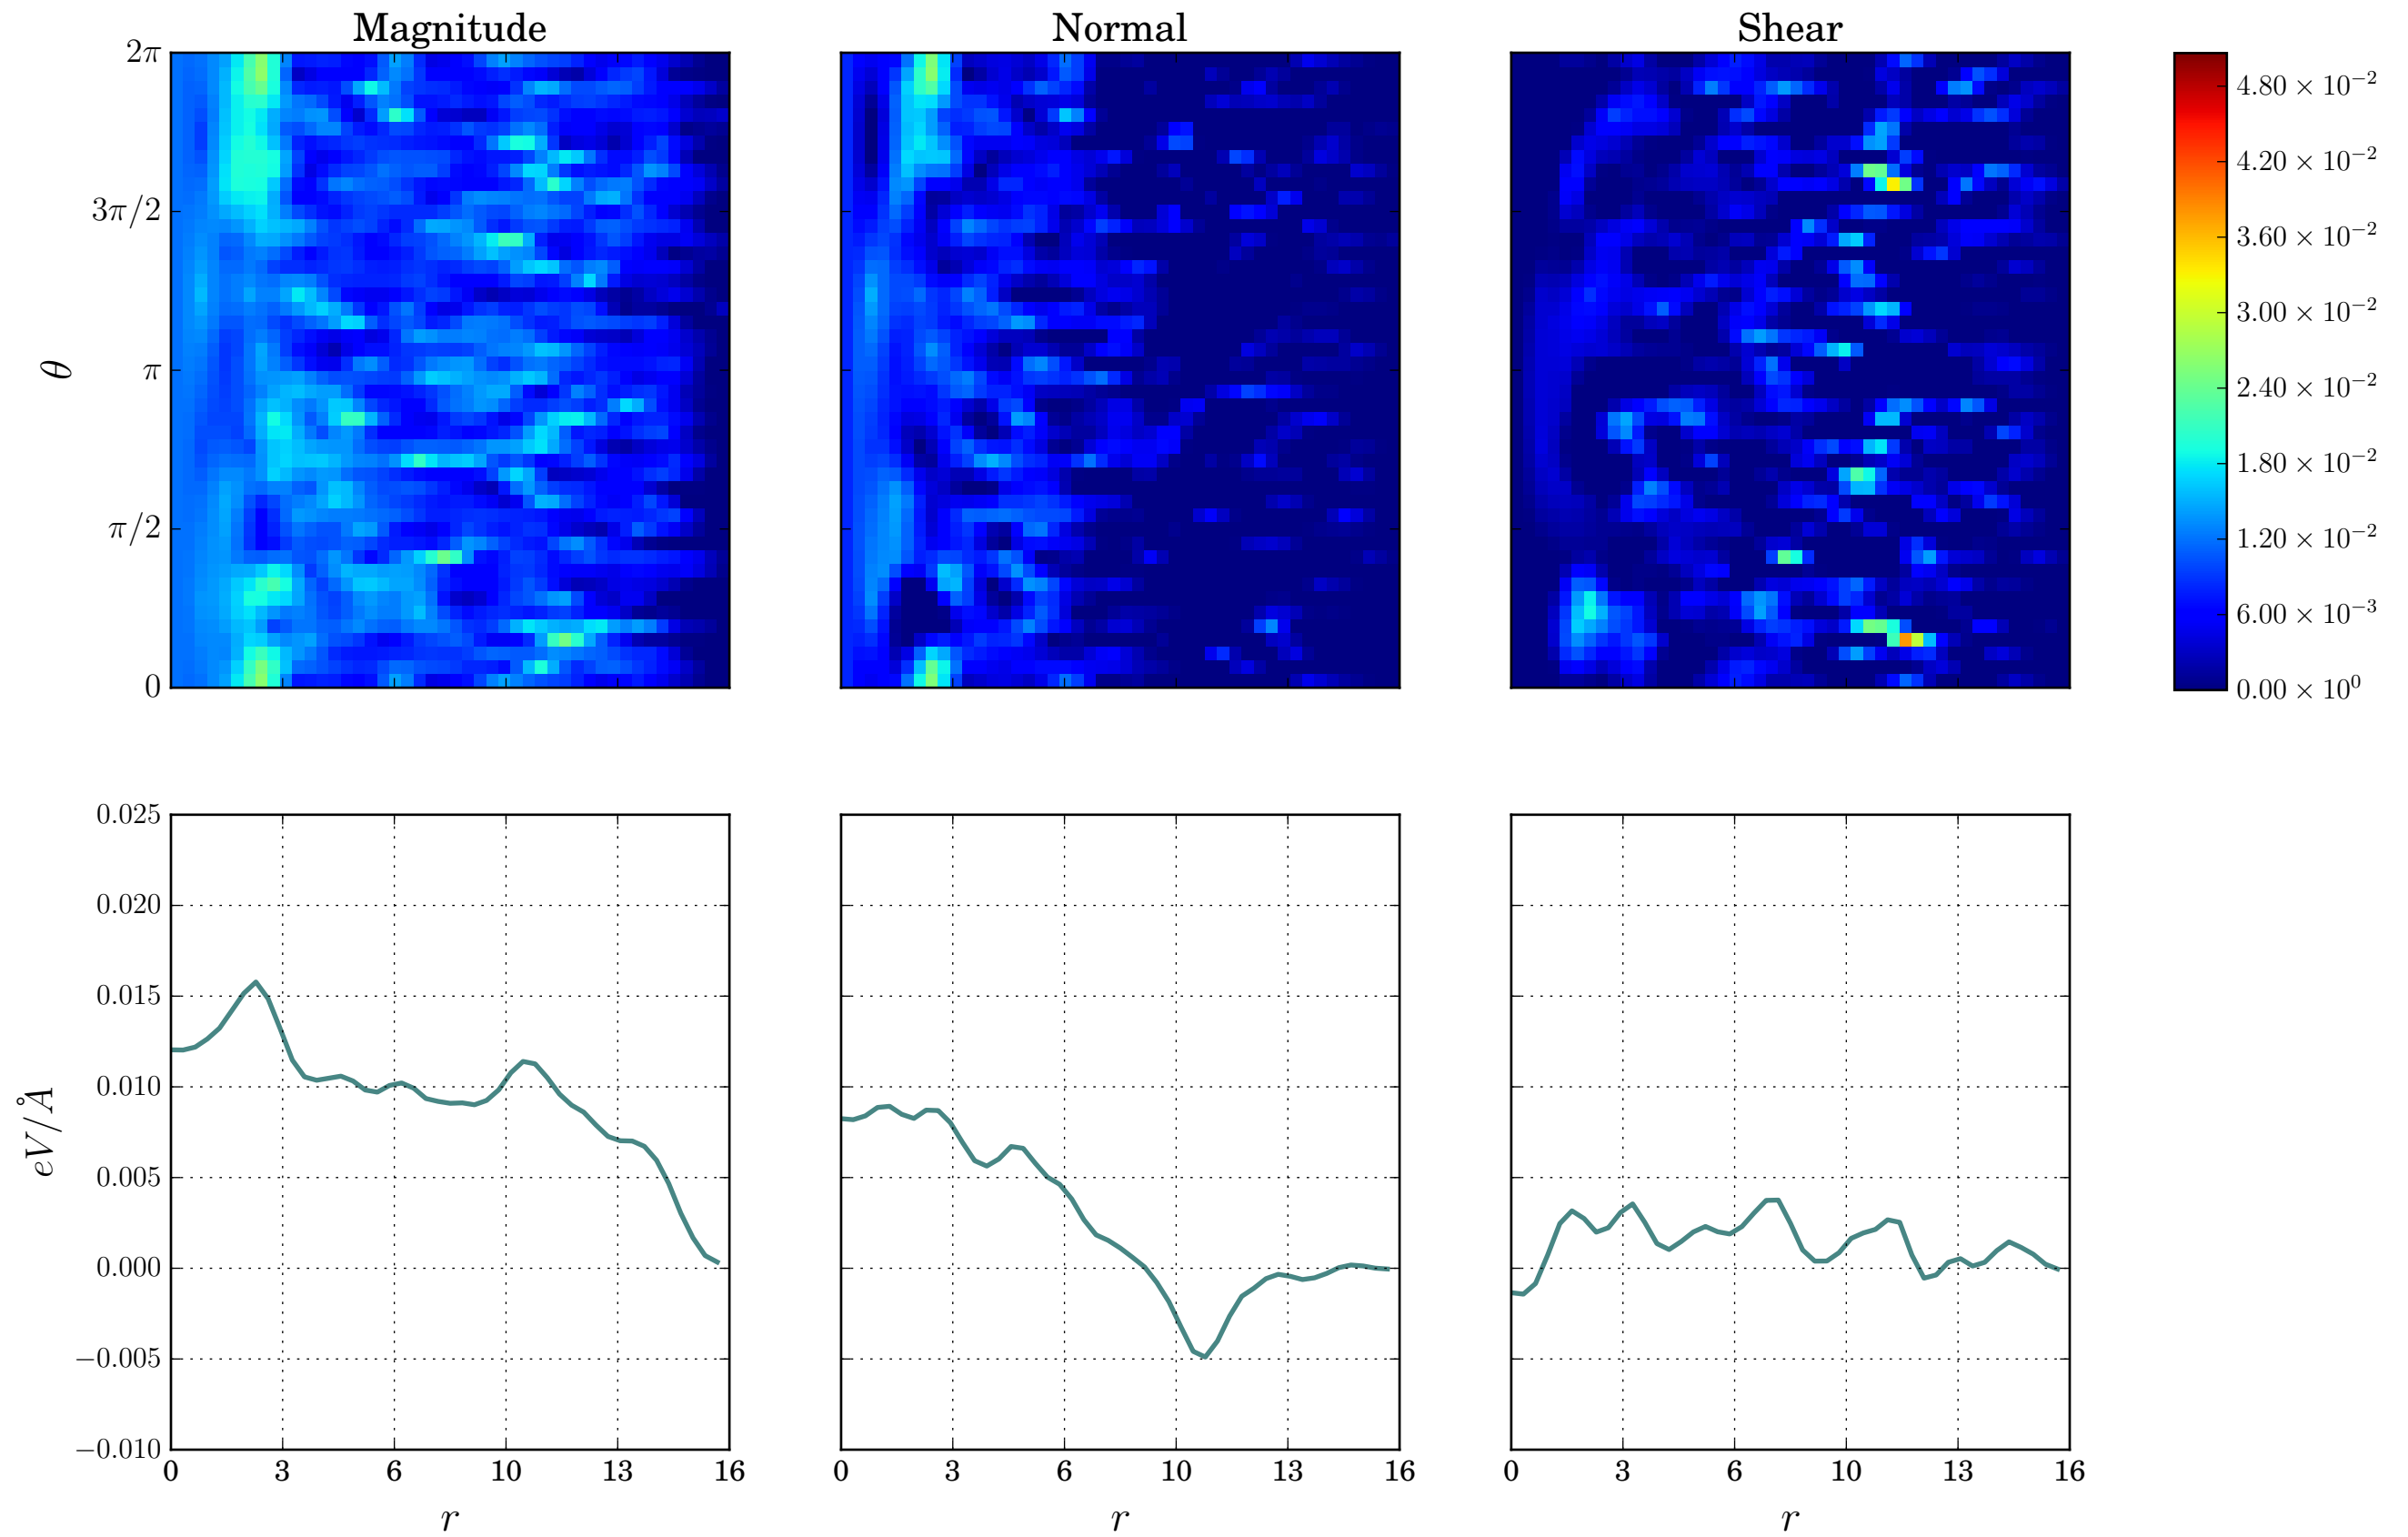 Magnitude Normal Shear
2π
3π/2
π
π/2
0
θ
4.80 × 10⁻²
4.20 × 10⁻²
3.60 × 10⁻²
3.00 × 10⁻²
2.40 × 10⁻²
1.80 × 10⁻²
1.20 × 10⁻²
6.00 × 10⁻³
0.00 × 10⁰
0.025
0.020
0.015
0.010
0.005
0.000
−0.005
−0.010
eV/Å
0 3 6 10 13 16 0 3 6 10 13 16 0 3 6 10 13 16
r r r